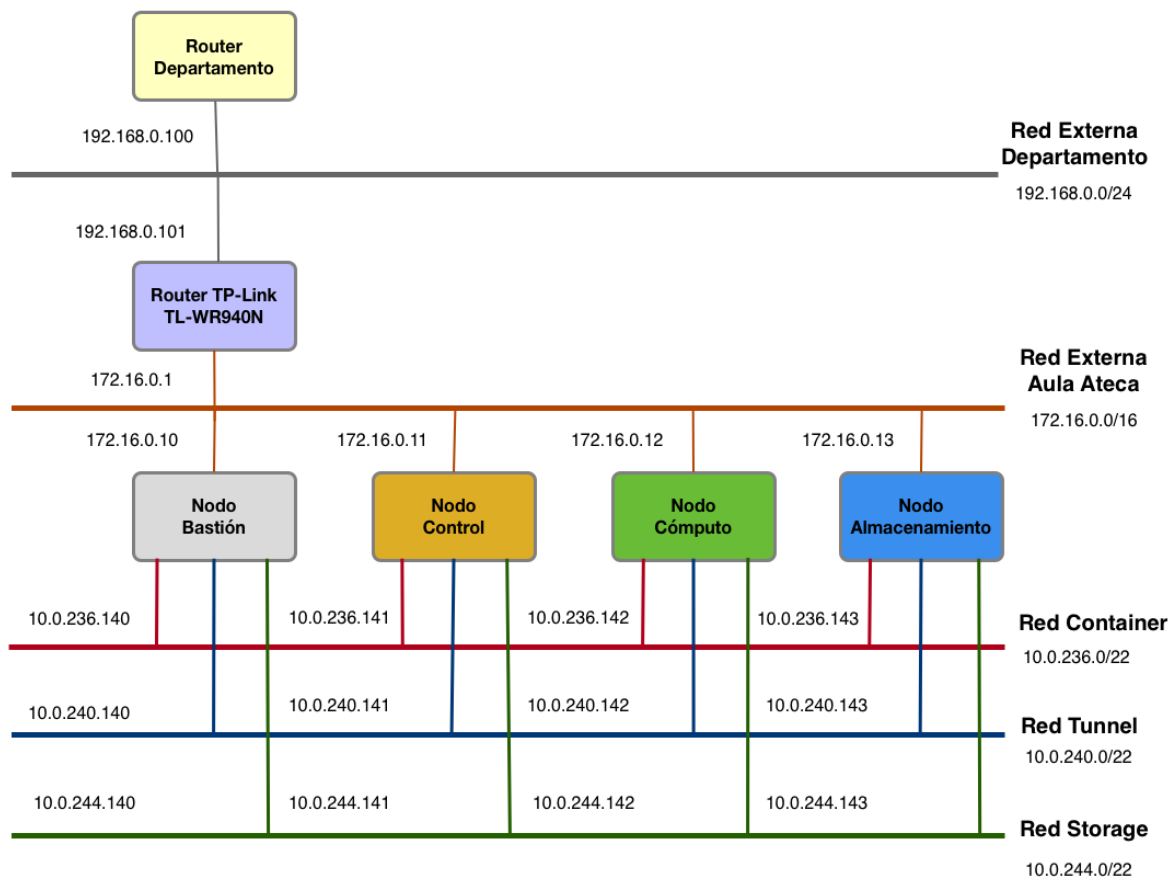 Router
Departamento
192.168.0.100
Red Externa
Departamento
192.168.0.0/24
192.168.0.101
Router TP-Link
TL-WR940N
172.16.0.1
Red Externa
Aula Ateca
172.16.0.0/16
172.16.0.10
172.16.0.11
172.16.0.12
172.16.0.13
Nodo
Bastión
Nodo
Control
Nodo
Cómputo
Nodo
Almacenamiento
10.0.236.140
10.0.236.141
10.0.236.142
10.0.236.143
Red Container
10.0.236.0/22
10.0.240.140
10.0.240.141
10.0.240.142
10.0.240.143
Red Tunnel
10.0.240.0/22
10.0.244.140
10.0.244.141
10.0.244.142
10.0.244.143
Red Storage
10.0.244.0/22